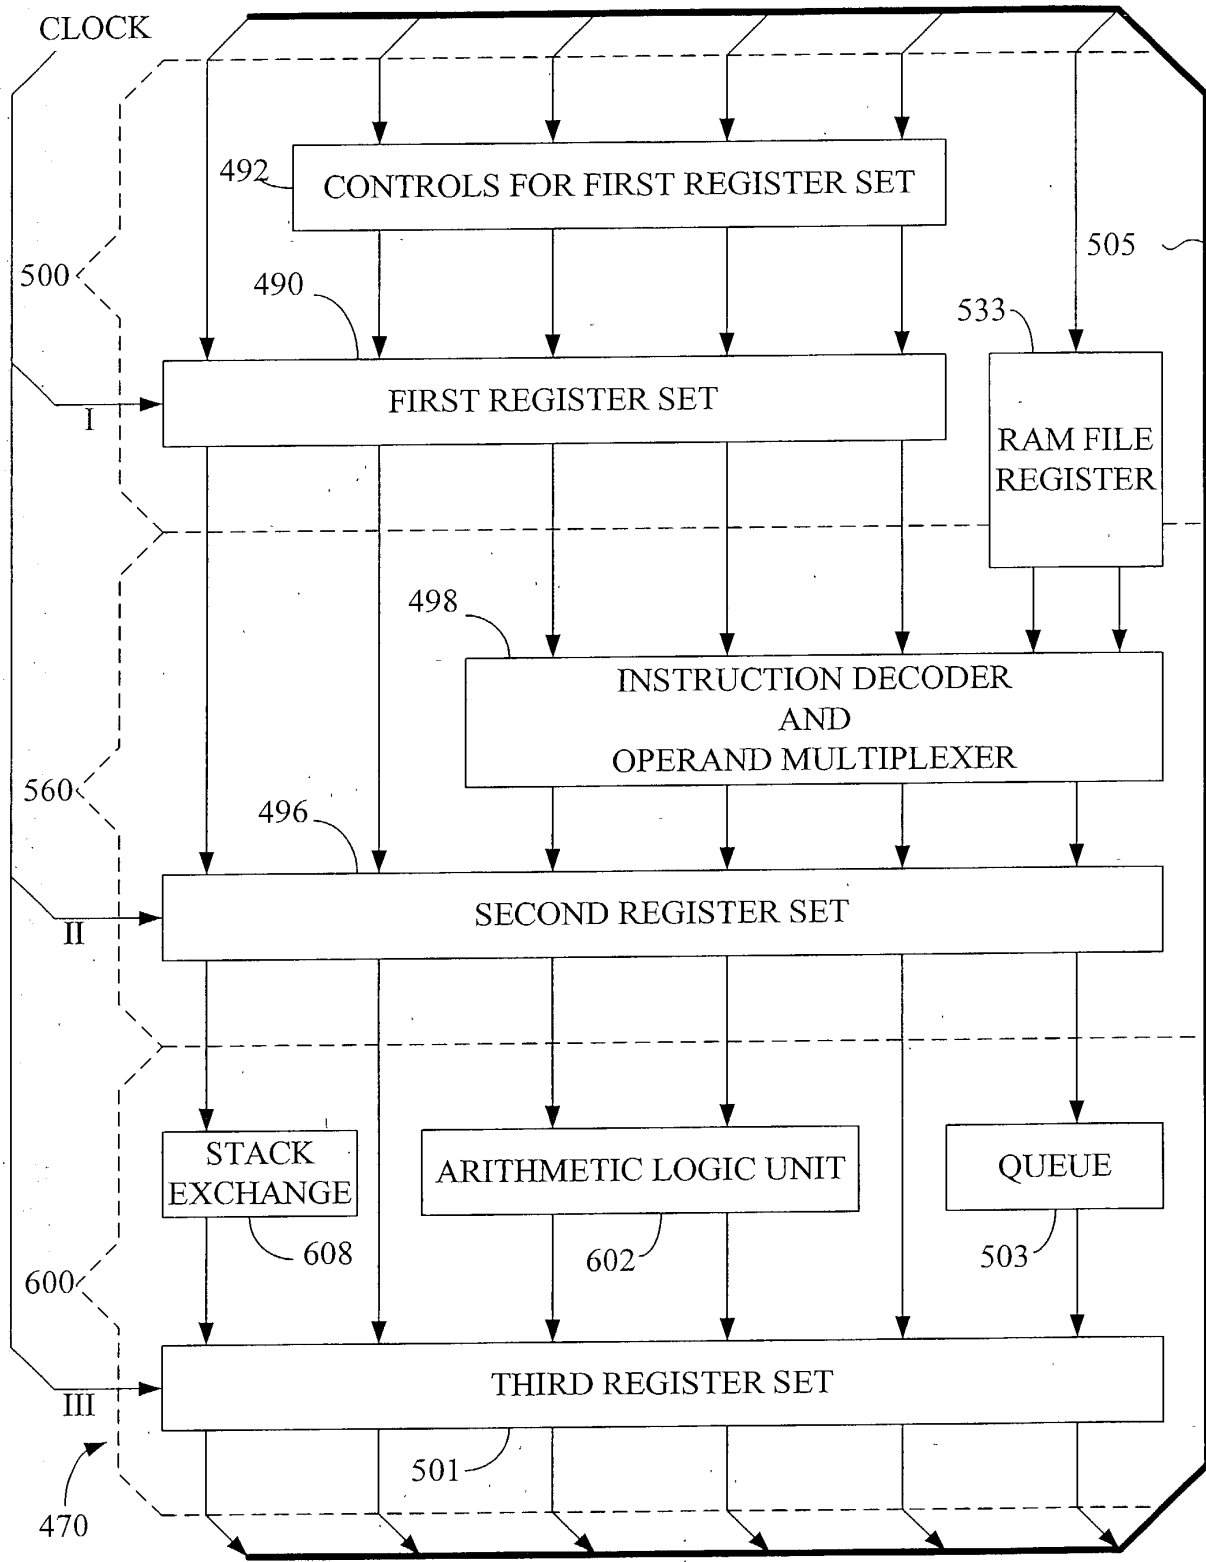 CLOCK
492
CONTROLS FOR FIRST REGISTER SET
505
500
490
533
FIRST REGISTER SET
I
RAM FILE
REGISTER
498
INSTRUCTION DECODER
AND
OPERAND MULTIPLEXER
560
496
SECOND REGISTER SET
II
STACK
EXCHANGE
ARITHMETIC LOGIC UNIT
QUEUE
608
602
503
600
THIRD REGISTER SET
III
501
470